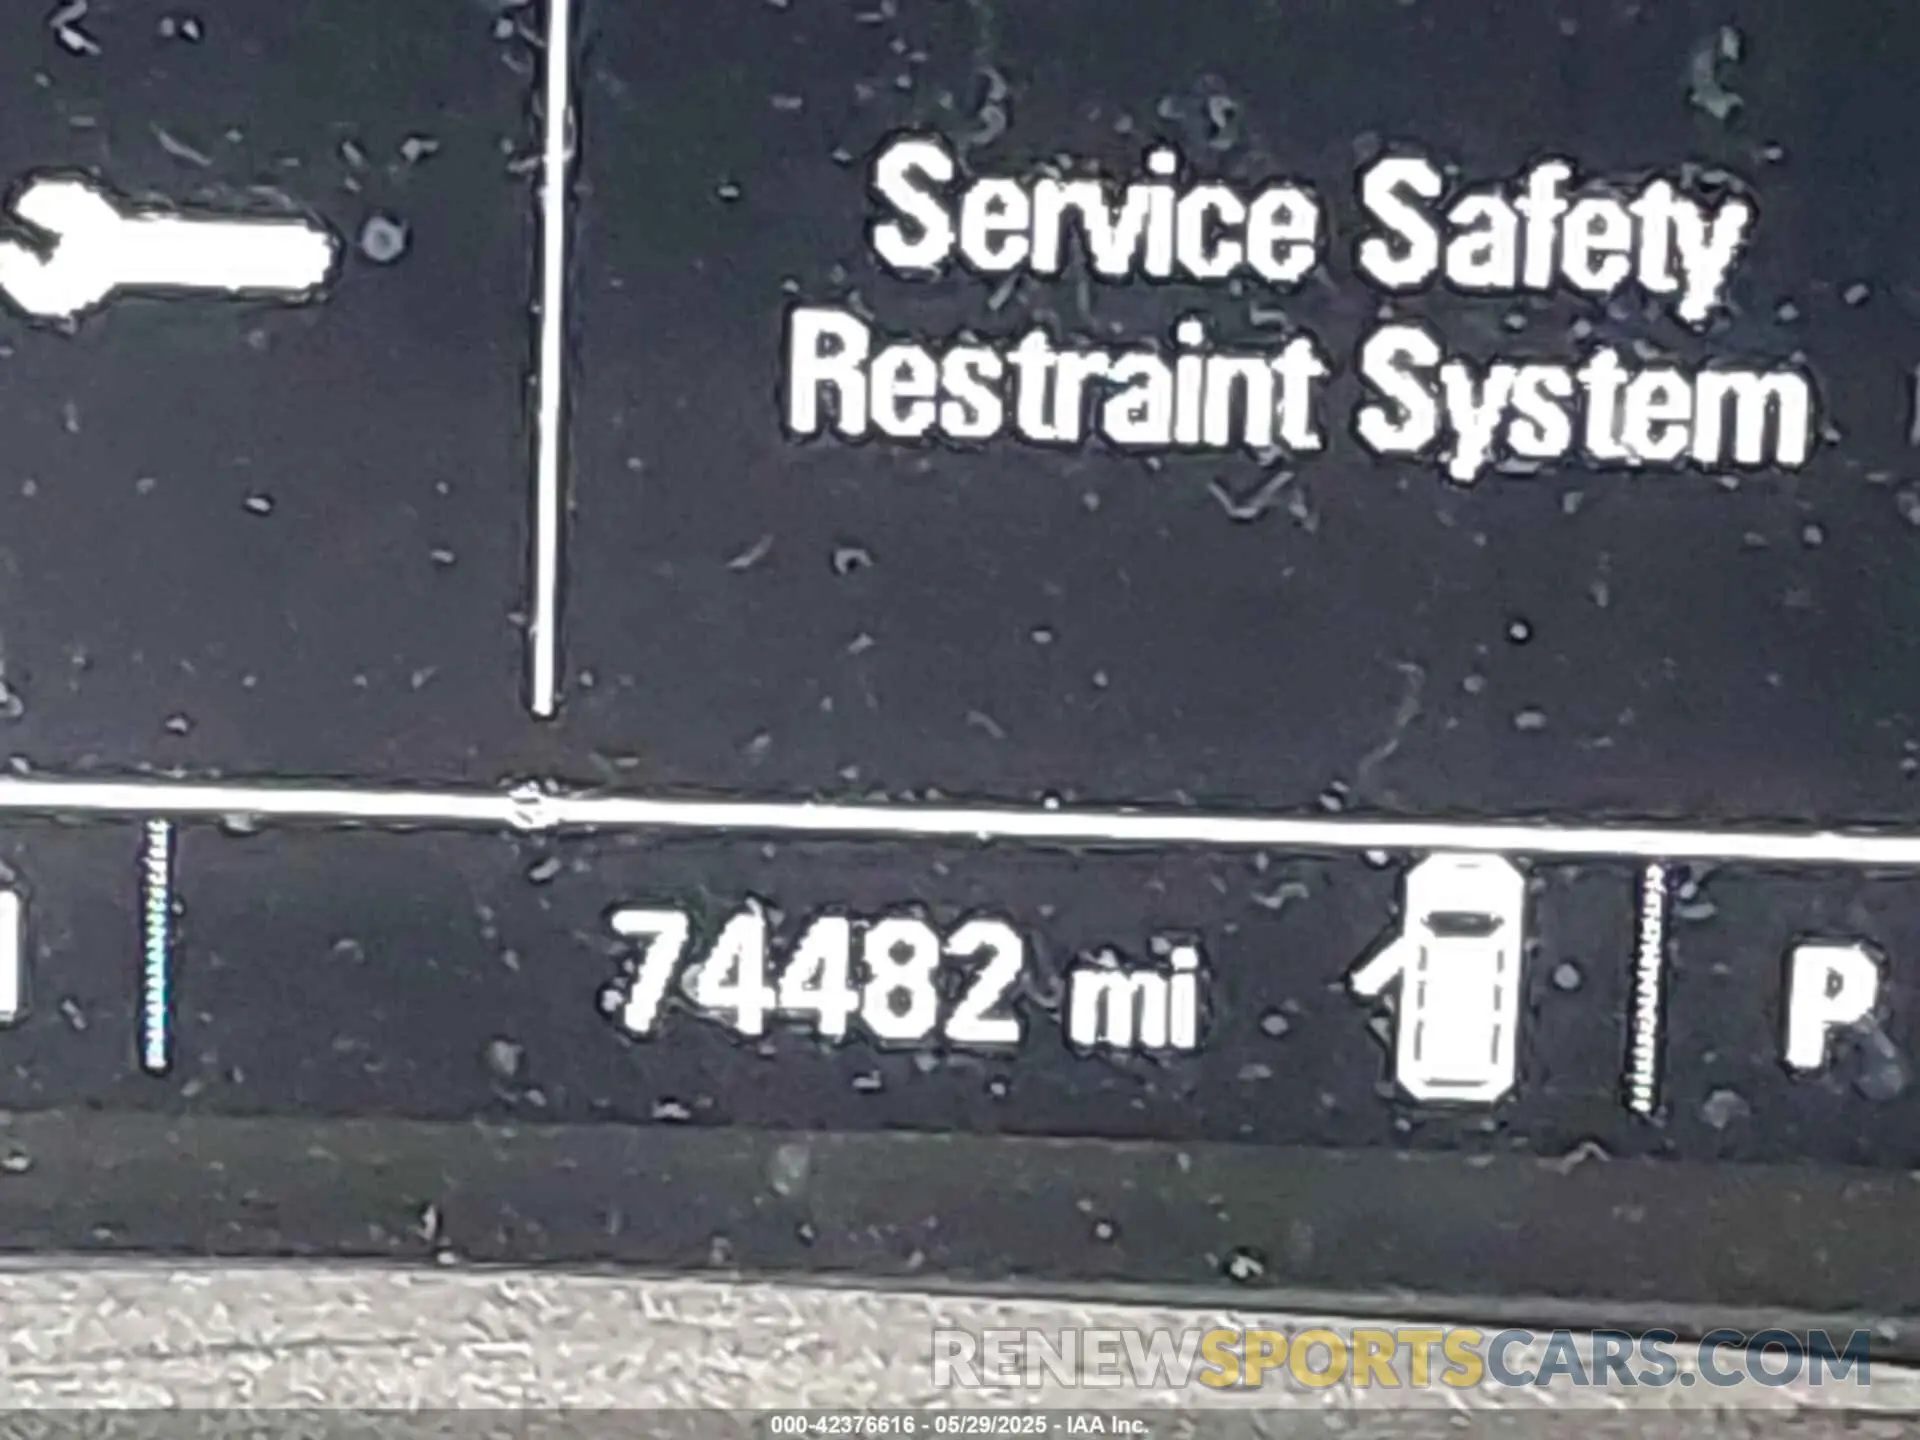 Service Safety
Restraint System
74482 mi
P
RENEWSPORTSCARS.COM
000-42376616 - 05/29/2025 - IAA Inc.